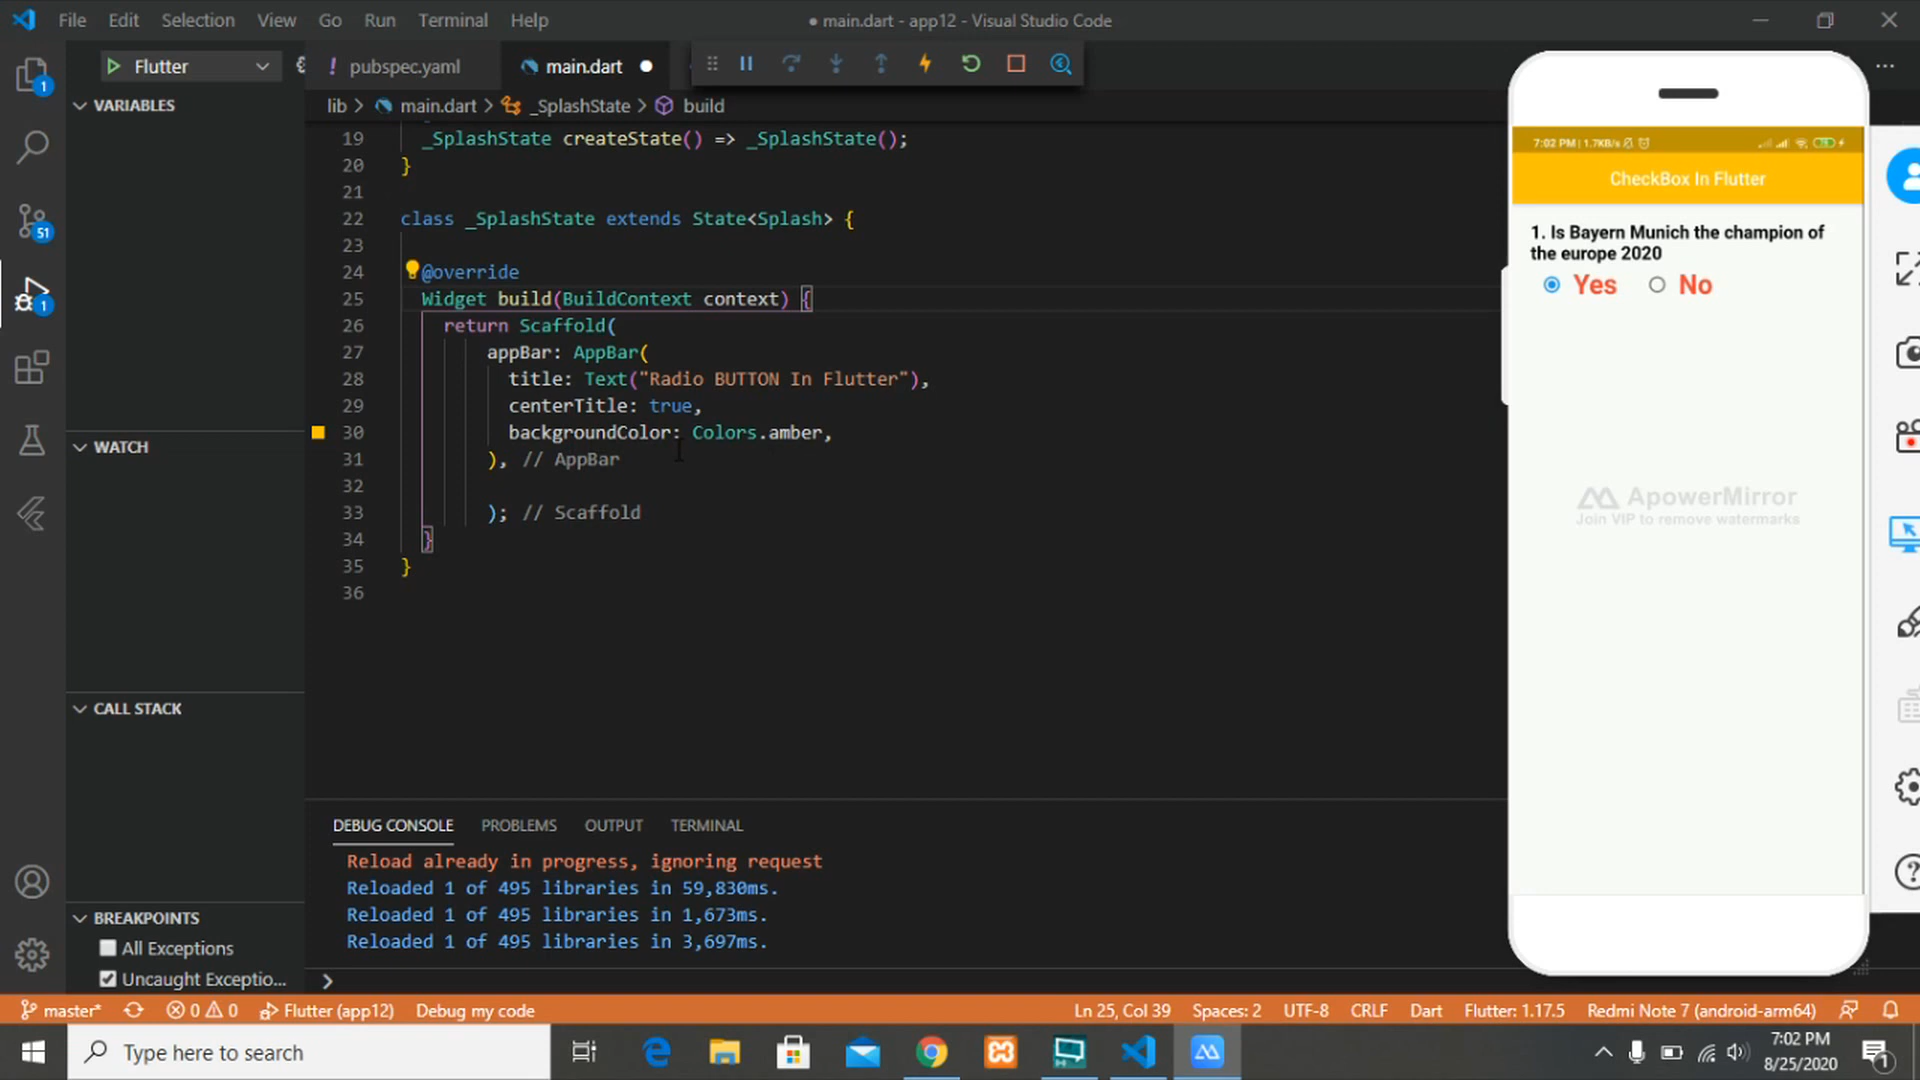 File Edit Selection View Go Run Terminal Help
● main.dart - app12 - Visual Studio Code
Flutter
! pubspec.yaml
main.dart ●
lib > main.dart > _SplashState > build
VARIABLES
WATCH
CALL STACK
BREAKPOINTS
All Exceptions
Uncaught Exceptio...
1
51
1
19 _SplashState createState() => _SplashState();
20 }
21
22 class _SplashState extends State<Splash> {
23
24 @override
25 Widget build(BuildContext context) {
26 return Scaffold(
27 appBar: AppBar(
28 title: Text("Radio BUTTON In Flutter"),
29 centerTitle: true,
30 backgroundColor: Colors.amber,
31 ), // AppBar
32
33 ); // Scaffold
34 }
35 }
36
DEBUG CONSOLE PROBLEMS OUTPUT TERMINAL
Reload already in progress, ignoring request
Reloaded 1 of 495 libraries in 59,830ms.
Reloaded 1 of 495 libraries in 1,673ms.
Reloaded 1 of 495 libraries in 3,697ms.
>
7:02 PM | 1.7KB/s
CheckBox In Flutter
1. Is Bayern Munich the champion of
the europe 2020
Yes No
ApowerMirror
Join VIP to remove watermarks
master* 0 0 Flutter (app12) Debug my code
Ln 25, Col 39 Spaces: 2 UTF-8 CRLF Dart Flutter: 1.17.5 Redmi Note 7 (android-arm64)
Type here to search
7:02 PM
8/25/2020
1